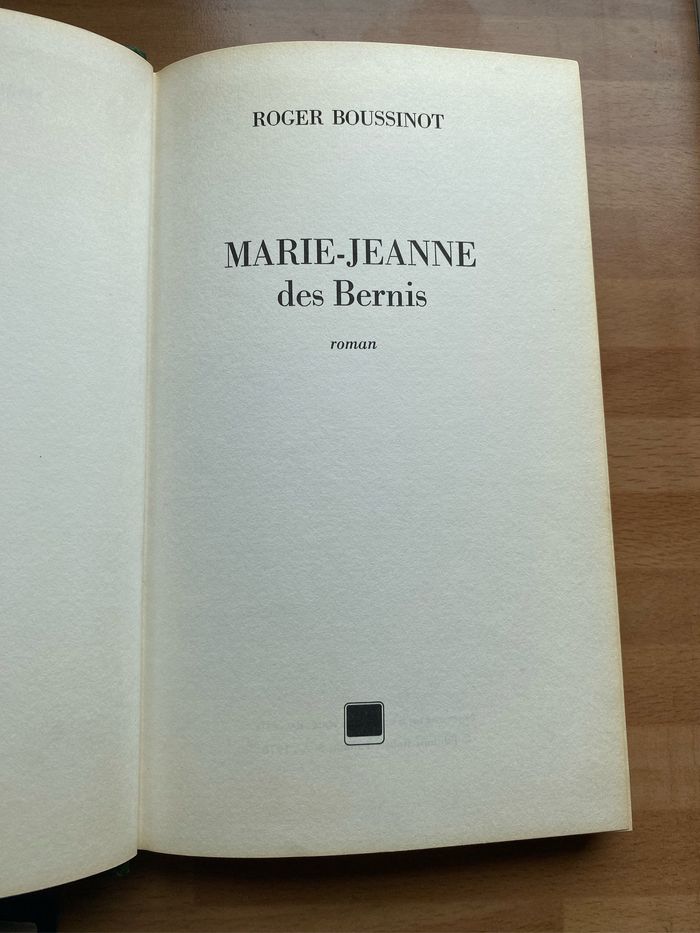 ROGER BOUSSINOT
MARIE-JEANNE
des Bernis
roman